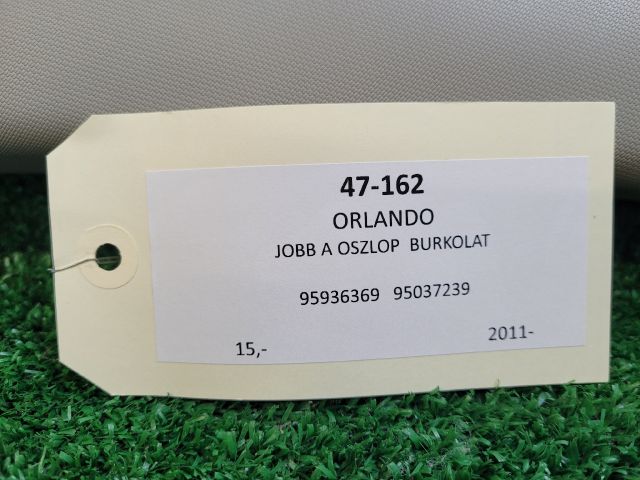 47-162
ORLANDO
JOBB A OSZLOP BURKOLAT
95936369 95037239
15,- 2011-